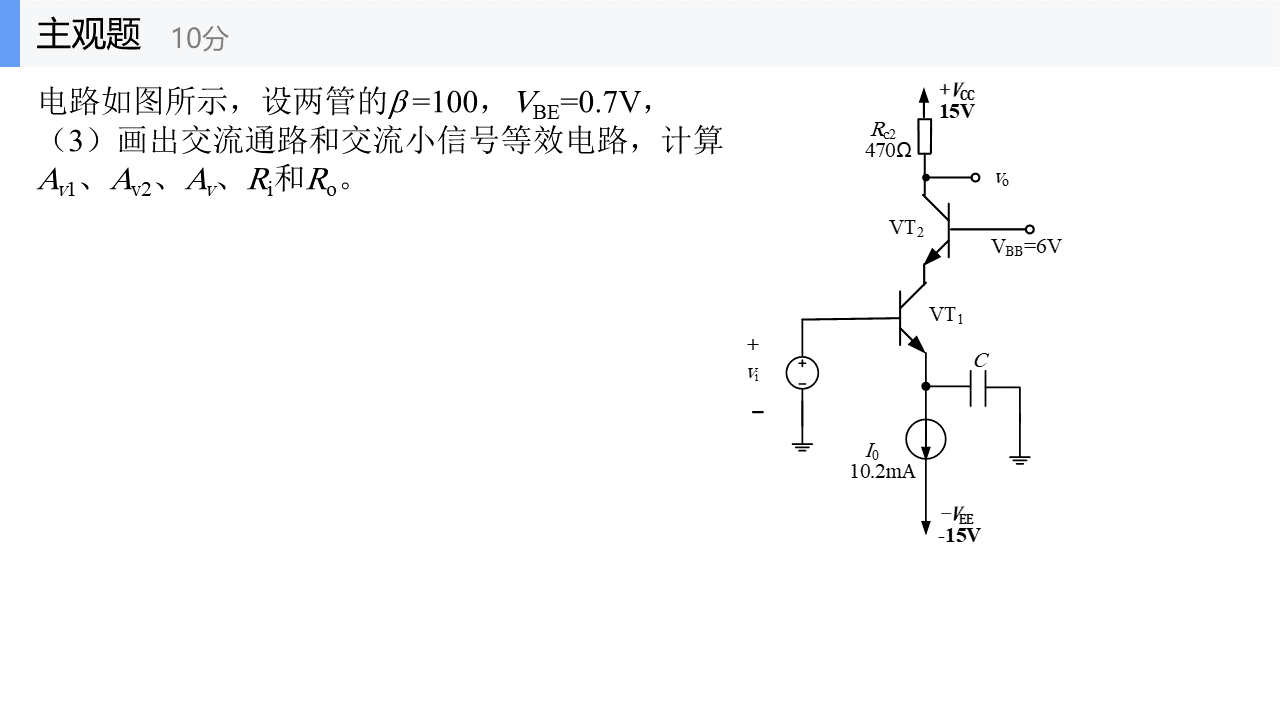 主观题 10分
电路如图所示，设两管的β=100， VBE=0.7V，
（3）画出交流通路和交流小信号等效电路，计算
Av1、Av2、Av、Ri和Ro。
+VCC
15V
Rc2
470Ω
vo
VT2
VBB=6V
VT1
+
vi
−
+
−
C
I0
10.2mA
−VEE
-15V